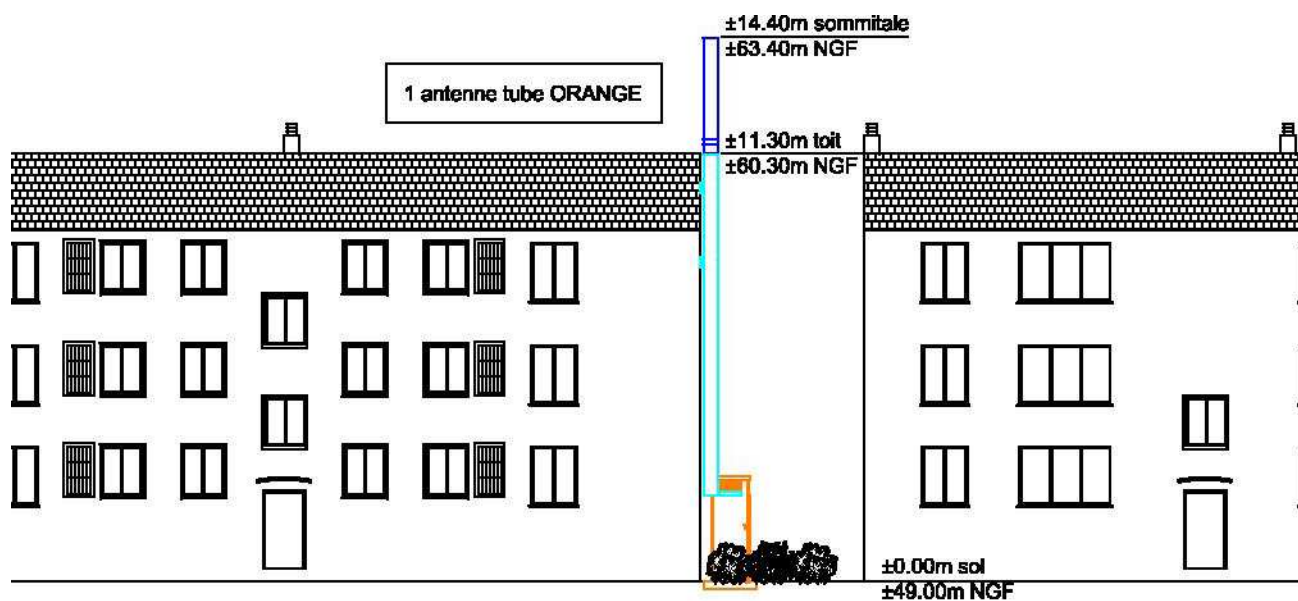 ±14.40m sommitale
±63.40m NGF
1 antenne tube ORANGE
±11.30m toit
±60.30m NGF
±0.00m sol
±49.00m NGF